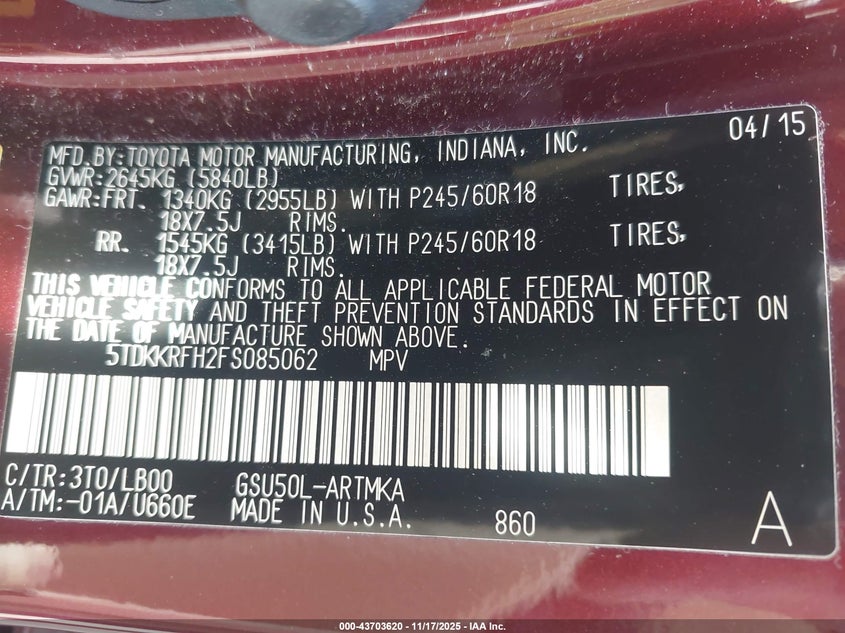 04/15
MFD.BY:TOYOTA MOTOR MANUFACTURING, INDIANA, INC.
GVWR:2645KG (5840LB)
GAWR:FRT. 1340KG (2955LB) WITH P245/60R18 TIRES,
18X7.5J RIMS.
RR. 1545KG (3415LB) WITH P245/60R18 TIRES,
18X7.5J RIMS.
THIS VEHICLE CONFORMS TO ALL APPLICABLE FEDERAL MOTOR
VEHICLE SAFETY AND THEFT PREVENTION STANDARDS IN EFFECT ON
THE DATE OF MANUFACTURE SHOWN ABOVE.
5TDKKRFH2FS085062 MPV
C/TR:3T0/LB00 GSU50L-ARTMKA
A/TM:-01A/U660E MADE IN U.S.A. 860 A
000-43703620 - 11/17/2025 - IAA Inc.